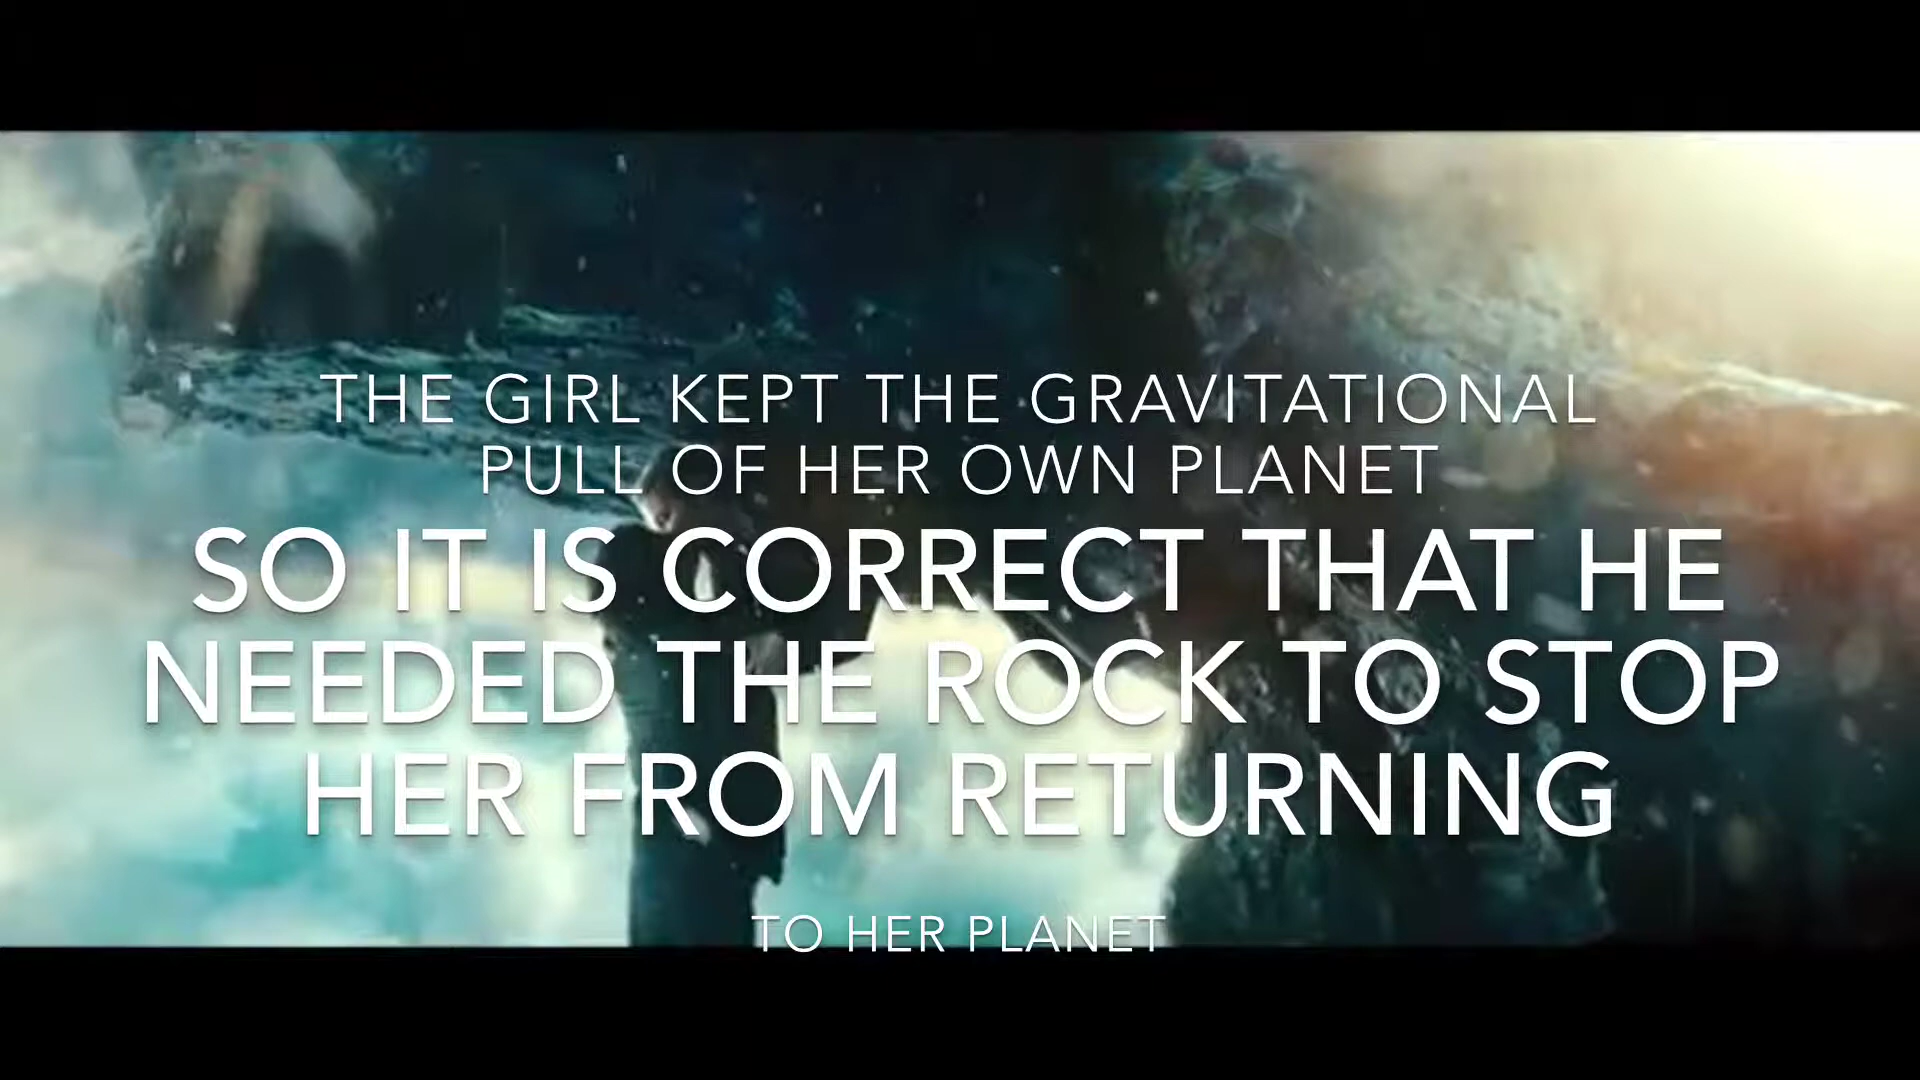 THE GIRL KEPT THE GRAVITATIONAL
PULL OF HER OWN PLANET
SO IT IS CORRECT THAT HE
NEEDED THE ROCK TO STOP
HER FROM RETURNING
TO HER PLANET